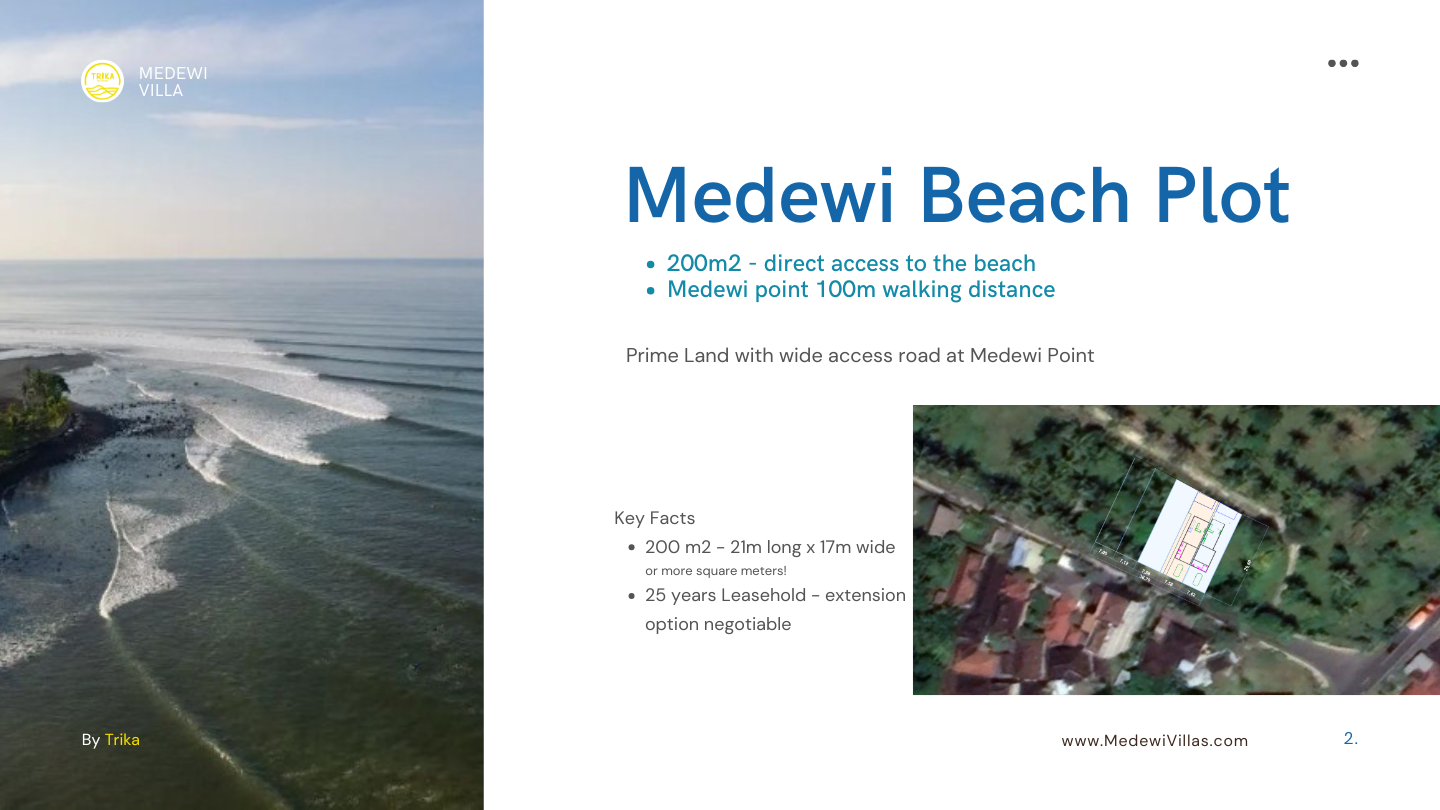 TRIKA
MEDEWI
VILLA
Medewi Beach Plot
200m2 - direct access to the beach
Medewi point 100m walking distance
Prime Land with wide access road at Medewi Point
Key Facts
200 m2 - 21m long x 17m wide
or more square meters!
25 years Leasehold - extension
option negotiable
By Trika
www.MedewiVillas.com
2.